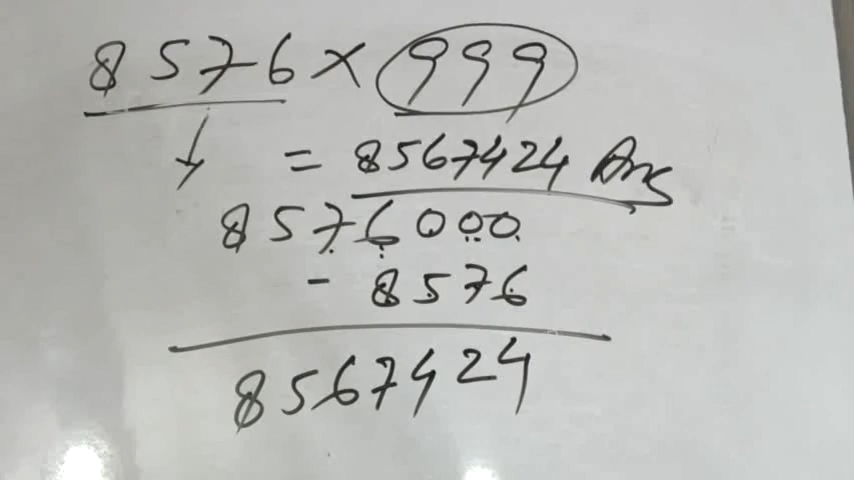 8576 × 999
= 8567424 Ans
8576000
- 8576
8567424